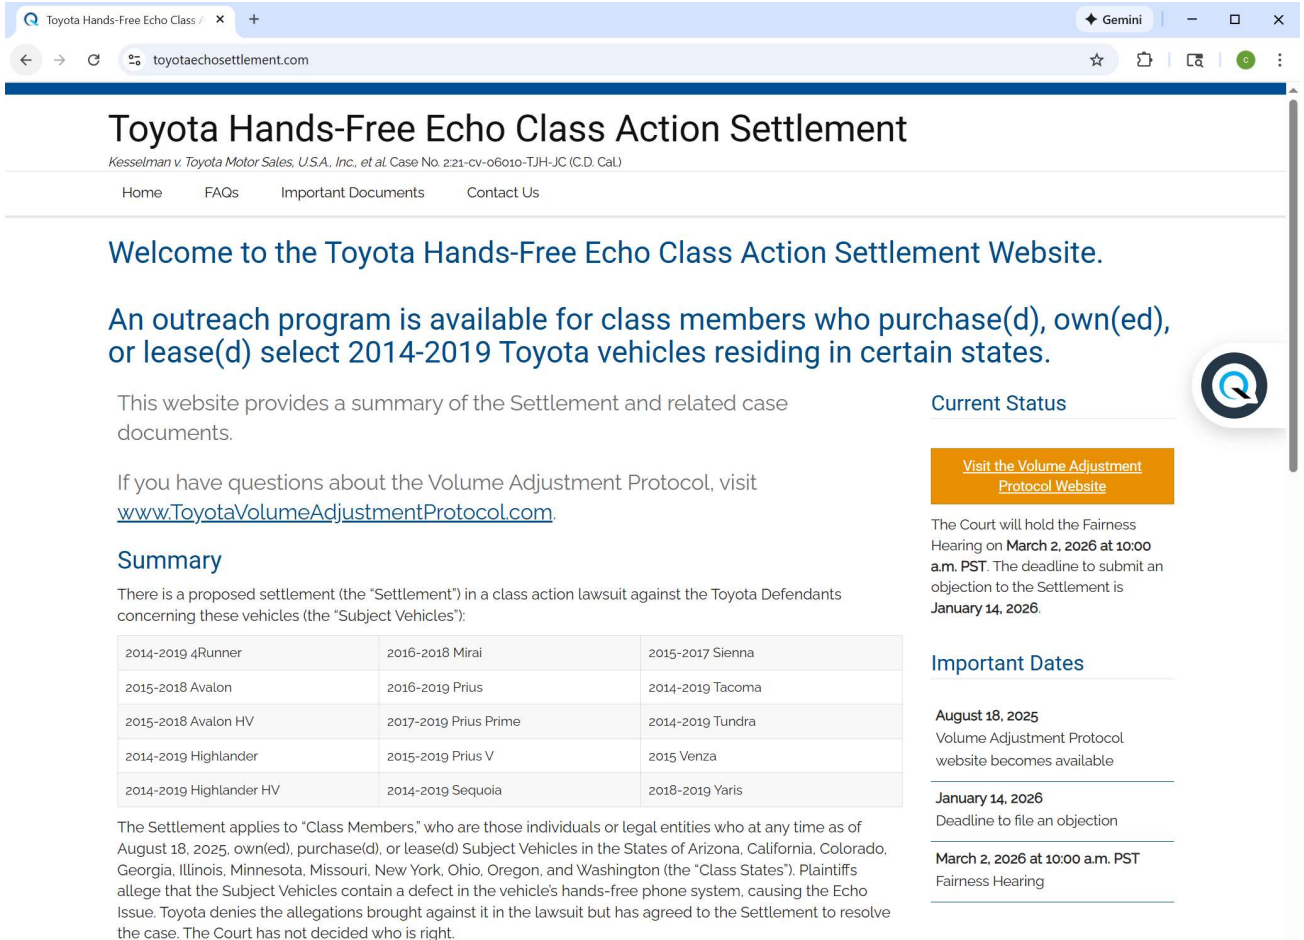 Toyota Hands-Free Echo Class A
Gemini
toyotaechosettlement.com
c
Toyota Hands-Free Echo Class Action Settlement
Kesselman v. Toyota Motor Sales, U.S.A., Inc., et al. Case No. 2:21-cv-06010-TJH-JC (C.D. Cal.)
Home FAQs Important Documents Contact Us
Welcome to the Toyota Hands-Free Echo Class Action Settlement Website.
An outreach program is available for class members who purchase(d), own(ed),
or lease(d) select 2014-2019 Toyota vehicles residing in certain states.
This website provides a summary of the Settlement and related case
documents.
If you have questions about the Volume Adjustment Protocol, visit
www.ToyotaVolumeAdjustmentProtocol.com.
Summary
There is a proposed settlement (the “Settlement”) in a class action lawsuit against the Toyota Defendants
concerning these vehicles (the “Subject Vehicles”):
2014-2019 4Runner 2016-2018 Mirai 2015-2017 Sienna
2015-2018 Avalon 2016-2019 Prius 2014-2019 Tacoma
2015-2018 Avalon HV 2017-2019 Prius Prime 2014-2019 Tundra
2014-2019 Highlander 2015-2019 Prius V 2015 Venza
2014-2019 Highlander HV 2014-2019 Sequoia 2018-2019 Yaris
The Settlement applies to “Class Members,” who are those individuals or legal entities who at any time as of
August 18, 2025, own(ed), purchase(d), or lease(d) Subject Vehicles in the States of Arizona, California, Colorado,
Georgia, Illinois, Minnesota, Missouri, New York, Ohio, Oregon, and Washington (the “Class States”). Plaintiffs
allege that the Subject Vehicles contain a defect in the vehicle’s hands-free phone system, causing the Echo
Issue. Toyota denies the allegations brought against it in the lawsuit but has agreed to the Settlement to resolve
the case. The Court has not decided who is right.
Current Status
Visit the Volume Adjustment
Protocol Website
The Court will hold the Fairness
Hearing on March 2, 2026 at 10:00
a.m. PST. The deadline to submit an
objection to the Settlement is
January 14, 2026.
Important Dates
August 18, 2025
Volume Adjustment Protocol
website becomes available
January 14, 2026
Deadline to file an objection
March 2, 2026 at 10:00 a.m. PST
Fairness Hearing